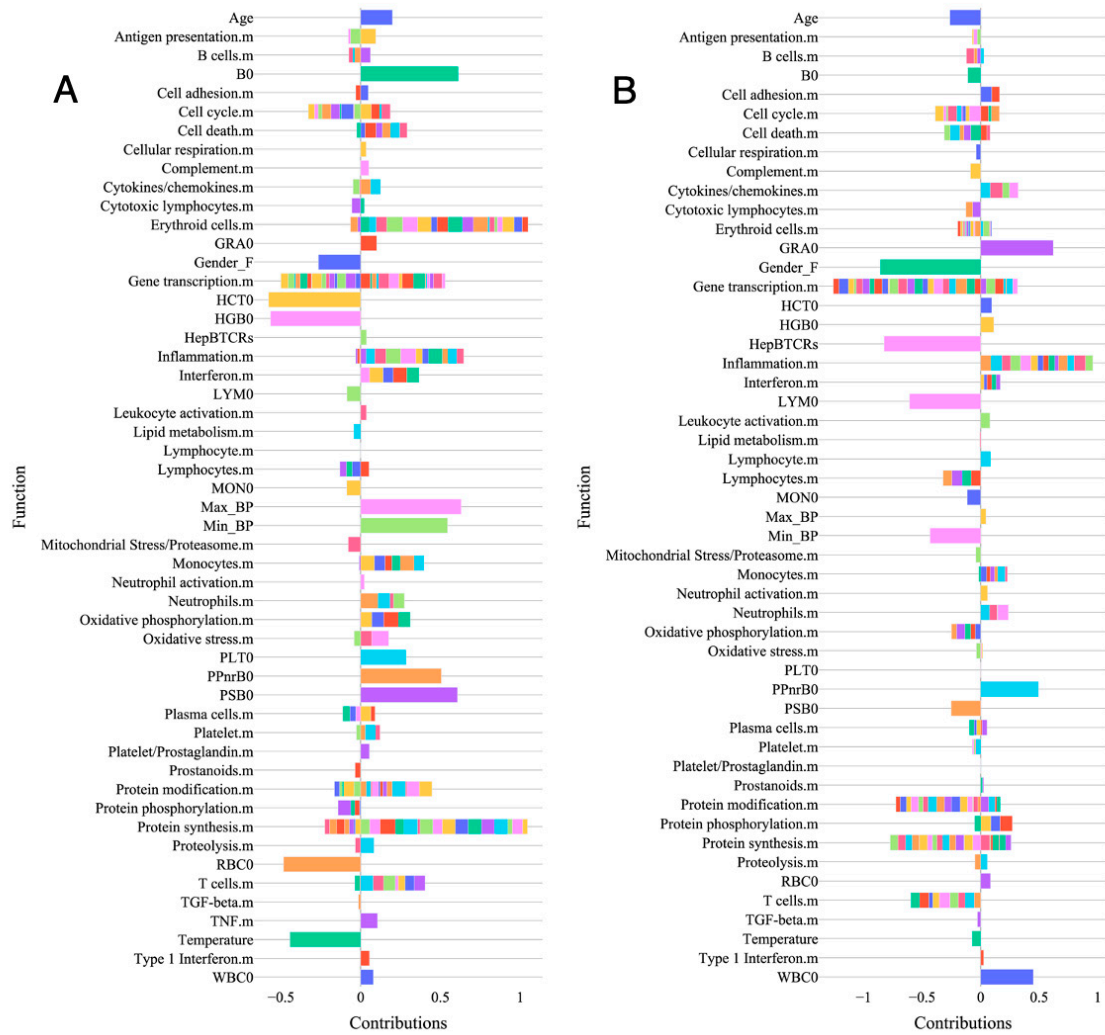 A
Function
Age
Antigen presentation.m
B cells.m
B0
Cell adhesion.m
Cell cycle.m
Cell death.m
Cellular respiration.m
Complement.m
Cytokines/chemokines.m
Cytotoxic lymphocytes.m
Erythroid cells.m
GRA0
Gender_F
Gene transcription.m
HCT0
HGB0
HepBTCRs
Inflammation.m
Interferon.m
LYM0
Leukocyte activation.m
Lipid metabolism.m
Lymphocyte.m
Lymphocytes.m
MON0
Max_BP
Min_BP
Mitochondrial Stress/Proteasome.m
Monocytes.m
Neutrophil activation.m
Neutrophils.m
Oxidative phosphorylation.m
Oxidative stress.m
PLT0
PPnrB0
PSB0
Plasma cells.m
Platelet.m
Platelet/Prostaglandin.m
Prostanoids.m
Protein modification.m
Protein phosphorylation.m
Protein synthesis.m
Proteolysis.m
RBC0
T cells.m
TGF-beta.m
TNF.m
Temperature
Type 1 Interferon.m
WBC0
−0.5 0 0.5 1
Contributions
B
Function
Age
Antigen presentation.m
B cells.m
B0
Cell adhesion.m
Cell cycle.m
Cell death.m
Cellular respiration.m
Complement.m
Cytokines/chemokines.m
Cytotoxic lymphocytes.m
Erythroid cells.m
GRA0
Gender_F
Gene transcription.m
HCT0
HGB0
HepBTCRs
Inflammation.m
Interferon.m
LYM0
Leukocyte activation.m
Lipid metabolism.m
Lymphocyte.m
Lymphocytes.m
MON0
Max_BP
Min_BP
Mitochondrial Stress/Proteasome.m
Monocytes.m
Neutrophil activation.m
Neutrophils.m
Oxidative phosphorylation.m
Oxidative stress.m
PLT0
PPnrB0
PSB0
Plasma cells.m
Platelet.m
Platelet/Prostaglandin.m
Prostanoids.m
Protein modification.m
Protein phosphorylation.m
Protein synthesis.m
Proteolysis.m
RBC0
T cells.m
TGF-beta.m
Temperature
Type 1 Interferon.m
WBC0
−1 −0.5 0 0.5 1
Contributions